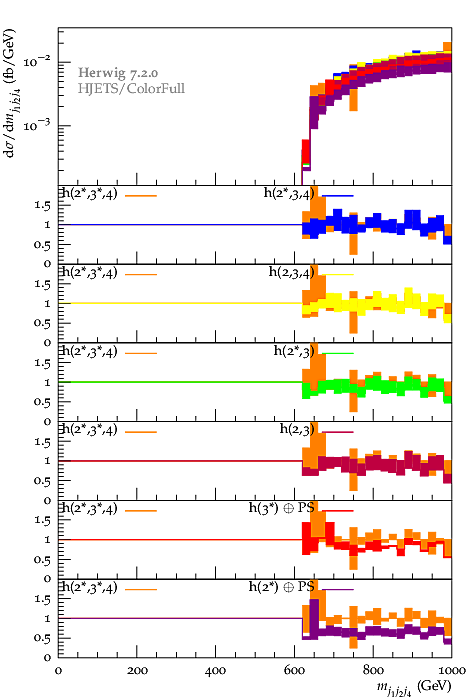 dσ/dm_{j1j2j4} (fb/GeV)
10^{−2}
Herwig 7.2.0
HJETS/ColorFull
10^{−3}
h(2*,3*,4) h(2*,3,4)
1.5
1
0.5
0
h(2*,3*,4) h(2,3,4)
1.5
1
0.5
0
h(2*,3*,4) h(2*,3)
1.5
1
0.5
0
h(2*,3*,4) h(2,3)
1.5
1
0.5
0
h(2*,3*,4) h(3*) ⊕ PS
1.5
1
0.5
0
h(2*,3*,4) h(2*) ⊕ PS
1.5
1
0.5
0
0 200 400 600 800 1000
m_{j1j2j4} (GeV)